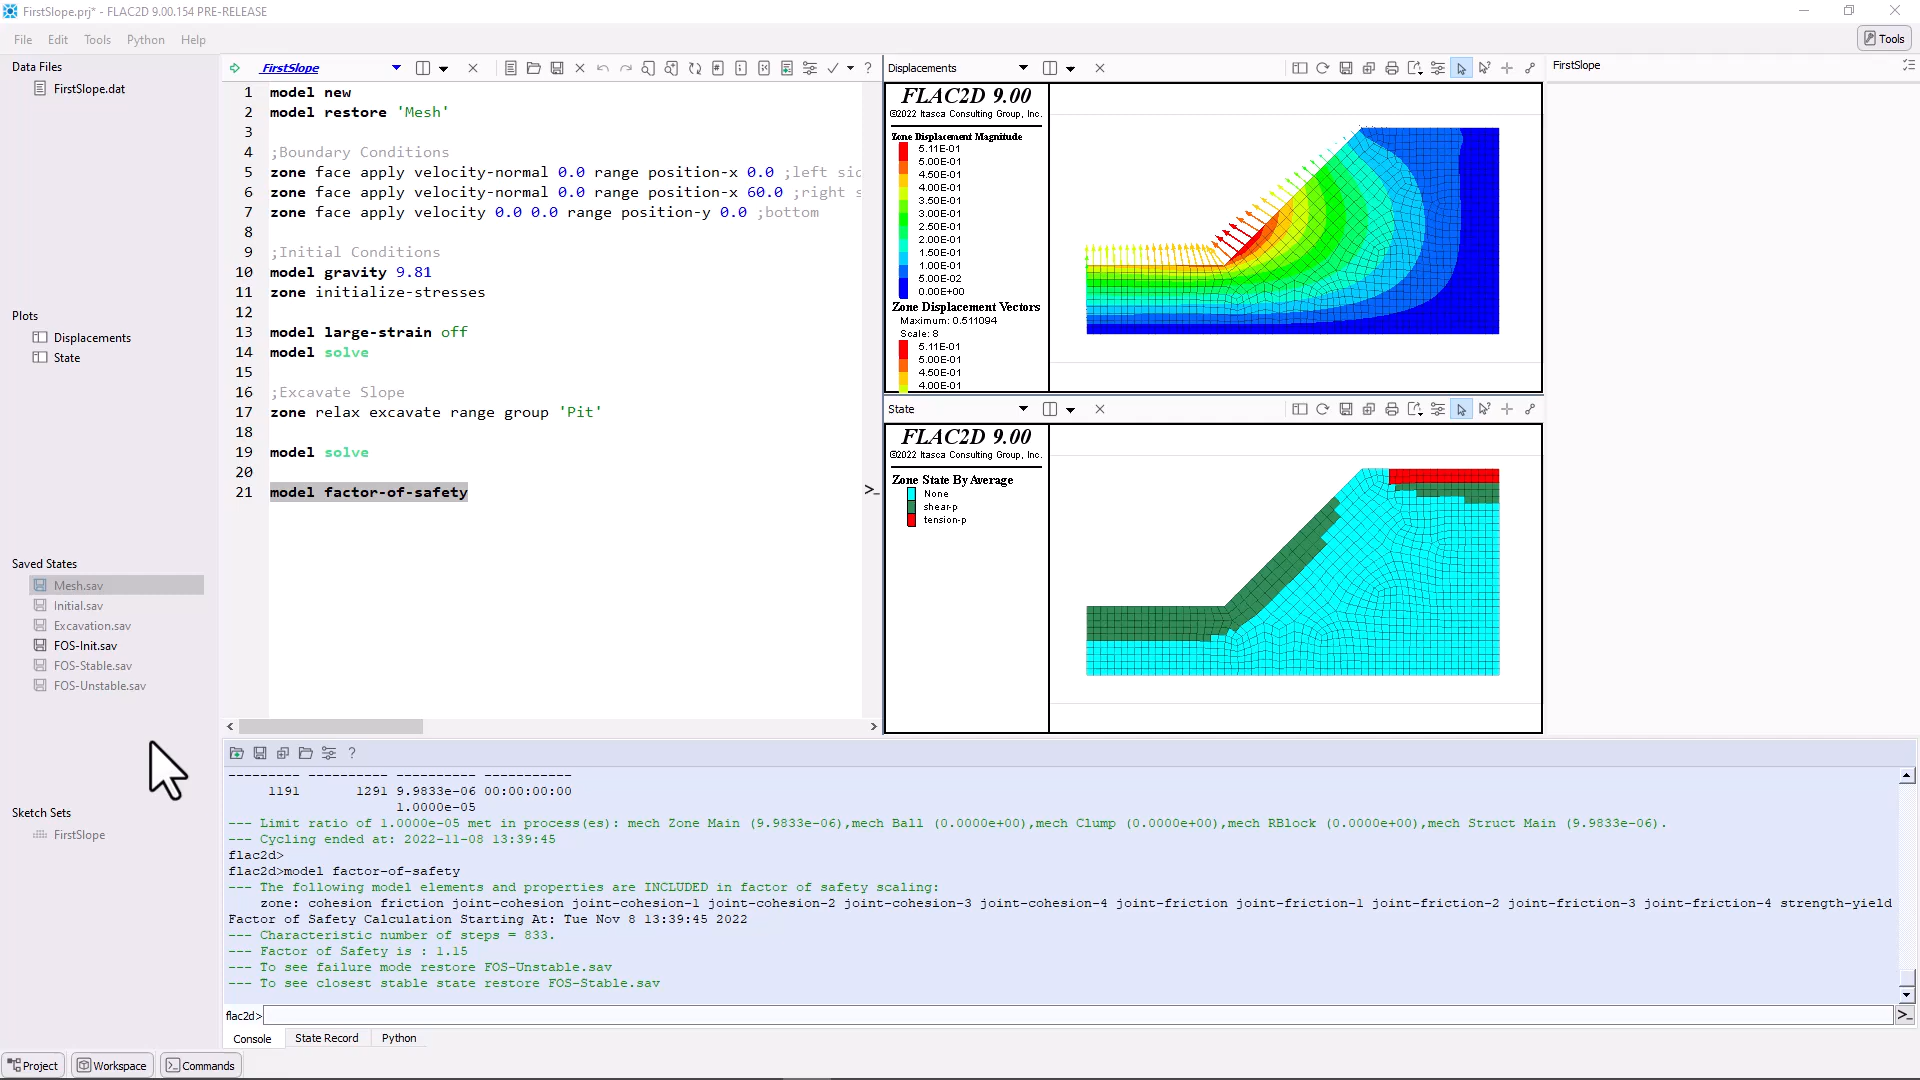 FirstSlope.prj* - FLAC2D 9.00.154 PRE-RELEASE
File Edit Tools Python Help
Tools
Data Files
FirstSlope.dat
Plots
Displacements
State
Saved States
Mesh.sav
Initial.sav
Excavation.sav
FOS-Init.sav
FOS-Stable.sav
FOS-Unstable.sav
Sketch Sets
FirstSlope
FirstSlope
1 model new
2 model restore 'Mesh'
3
4 ;Boundary Conditions
5 zone face apply velocity-normal 0.0 range position-x 0.0 ;left sid
6 zone face apply velocity-normal 0.0 range position-x 60.0 ;right s
7 zone face apply velocity 0.0 0.0 range position-y 0.0 ;bottom
8
9 ;Initial Conditions
10 model gravity 9.81
11 zone initialize-stresses
12
13 model large-strain off
14 model solve
15
16 ;Excavate Slope
17 zone relax excavate range group 'Pit'
18
19 model solve
20
21 model factor-of-safety
Displacements
FLAC2D 9.00
©2022 Itasca Consulting Group, Inc.
Zone Displacement Magnitude
5.11E-01
5.00E-01
4.50E-01
4.00E-01
3.50E-01
3.00E-01
2.50E-01
2.00E-01
1.50E-01
1.00E-01
5.00E-02
0.00E+00
Zone Displacement Vectors
Maximum: 0.511094
Scale: 8
5.11E-01
5.00E-01
4.50E-01
4.00E-01
State
FLAC2D 9.00
©2022 Itasca Consulting Group, Inc.
Zone State By Average
None
shear-p
tension-p
FirstSlope
--------- ---------- ---------- -----------
1191 1291 9.9833e-06 00:00:00:00
1.0000e-05
--- Limit ratio of 1.0000e-05 met in process(es): mech Zone Main (9.9833e-06),mech Ball (0.0000e+00),mech Clump (0.0000e+00),mech RBlock (0.0000e+00),mech Struct Main (9.9833e-06).
--- Cycling ended at: 2022-11-08 13:39:45
flac2d>
flac2d>model factor-of-safety
--- The following model elements and properties are INCLUDED in factor of safety scaling:
zone: cohesion friction joint-cohesion joint-cohesion-1 joint-cohesion-2 joint-cohesion-3 joint-cohesion-4 joint-friction joint-friction-1 joint-friction-2 joint-friction-3 joint-friction-4 strength-yield
Factor of Safety Calculation Starting At: Tue Nov 8 13:39:45 2022
--- Characteristic number of steps = 833.
--- Factor of Safety is : 1.15
--- To see failure mode restore FOS-Unstable.sav
--- To see closest stable state restore FOS-Stable.sav
flac2d>
Console State Record Python
Project Workspace Commands